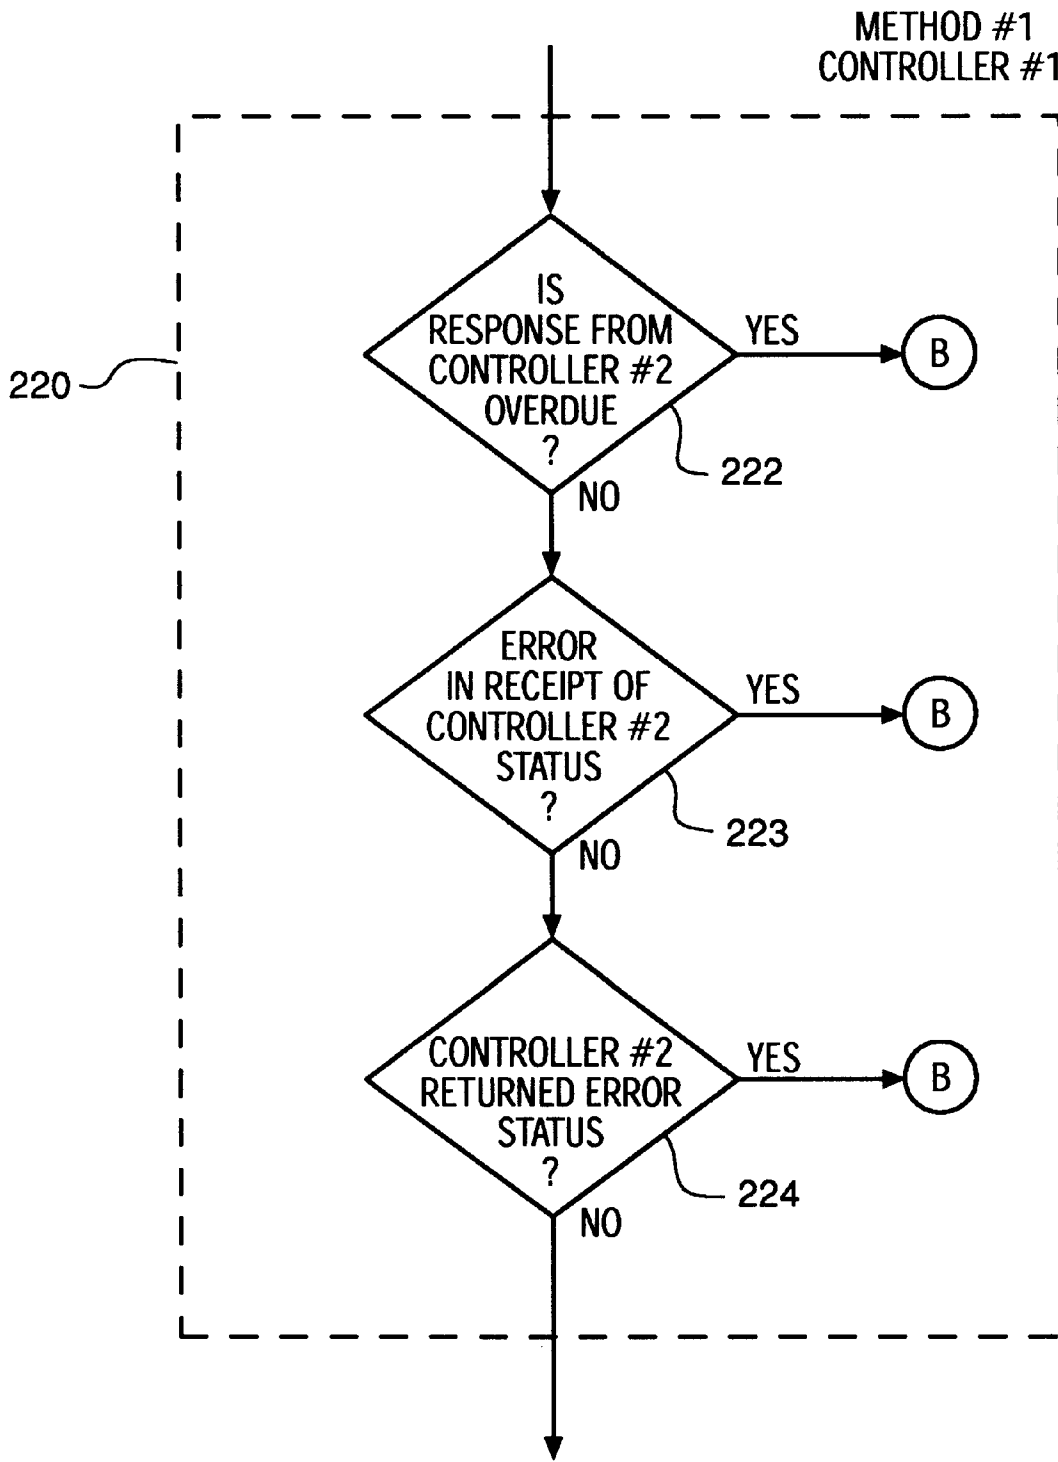 METHOD #1
CONTROLLER #1
IS
RESPONSE FROM
CONTROLLER #2
OVERDUE
?
YES
B
220
222
NO
ERROR
IN RECEIPT OF
CONTROLLER #2
STATUS
?
YES
B
223
NO
CONTROLLER #2
RETURNED ERROR
STATUS
?
YES
B
224
NO